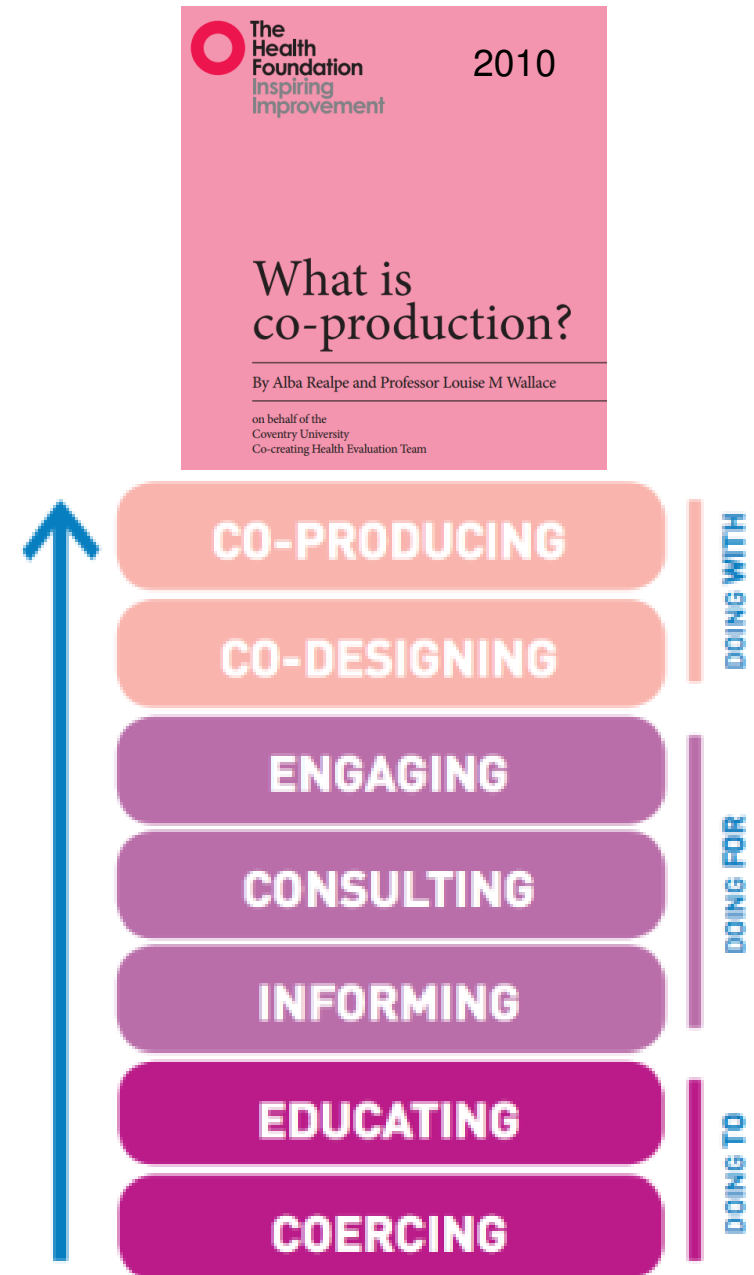 The
Health
Foundation
Inspiring
Improvement
2010
What is
co-production?
By Alba Realpe and Professor Louise M Wallace
on behalf of the
Coventry University
Co-creating Health Evaluation Team
CO-PRODUCING
CO-DESIGNING
DOING WITH
ENGAGING
CONSULTING
INFORMING
DOING FOR
EDUCATING
COERCING
DOING TO